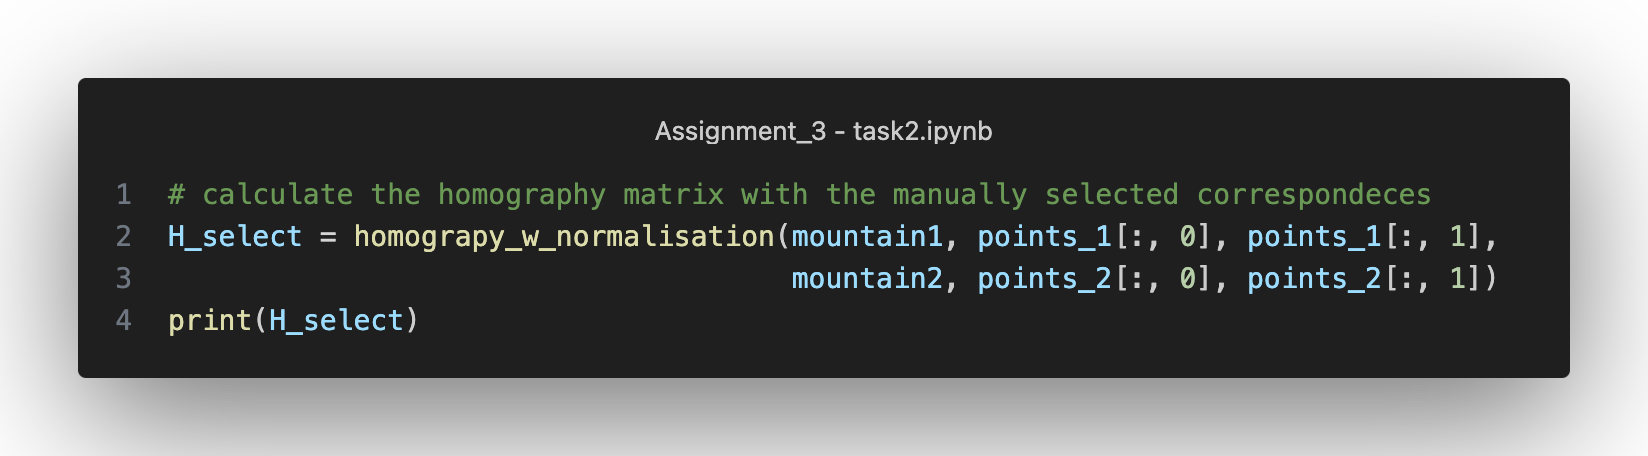 Assignment_3 - task2.ipynb
1 # calculate the homography matrix with the manually selected correspondeces
2 H_select = homograpy_w_normalisation(mountain1, points_1[:, 0], points_1[:, 1],
3                                      mountain2, points_2[:, 0], points_2[:, 1])
4 print(H_select)